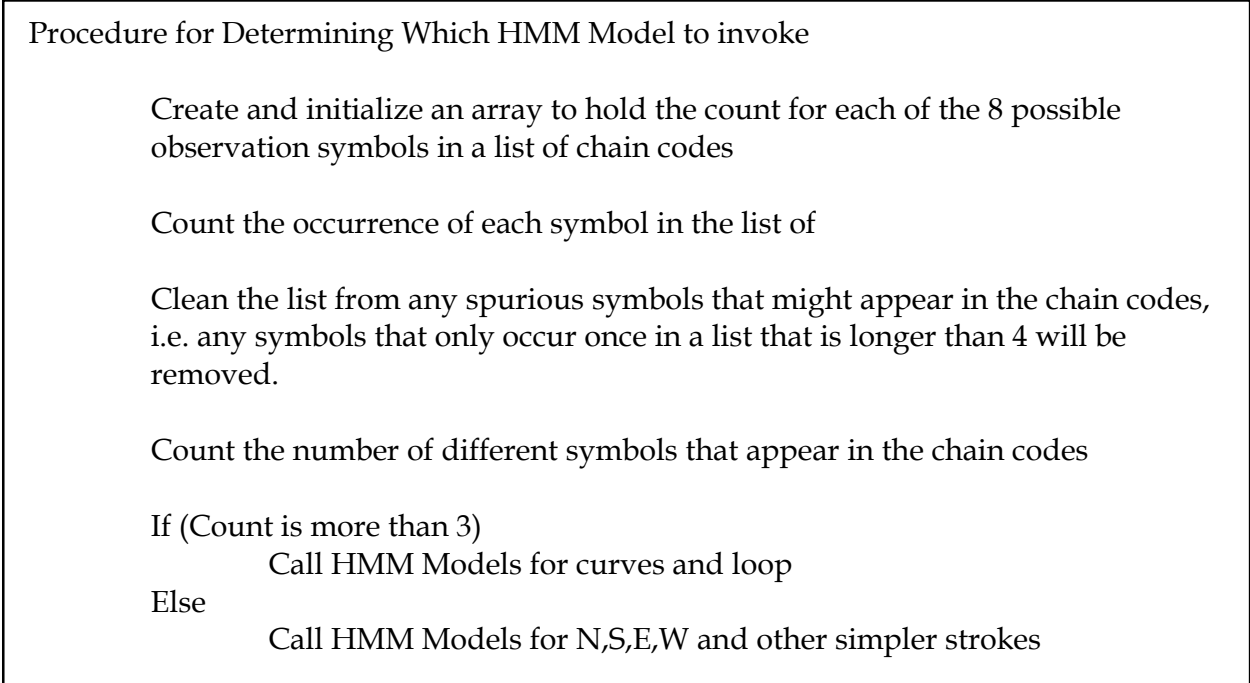 Procedure for Determining Which HMM Model to invoke
Create and initialize an array to hold the count for each of the 8 possible
observation symbols in a list of chain codes
Count the occurrence of each symbol in the list of
Clean the list from any spurious symbols that might appear in the chain codes,
i.e. any symbols that only occur once in a list that is longer than 4 will be
removed.
Count the number of different symbols that appear in the chain codes
If (Count is more than 3)
Call HMM Models for curves and loop
Else
Call HMM Models for N,S,E,W and other simpler strokes